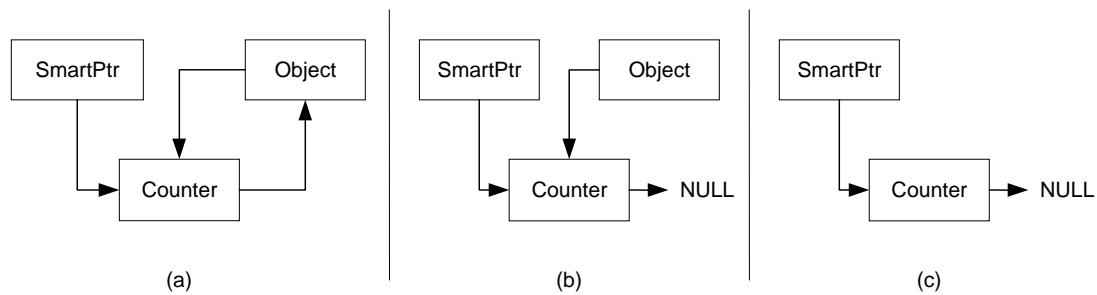 SmartPtr
Object
Counter
(a)
SmartPtr
Object
Counter
NULL
(b)
SmartPtr
Counter
NULL
(c)